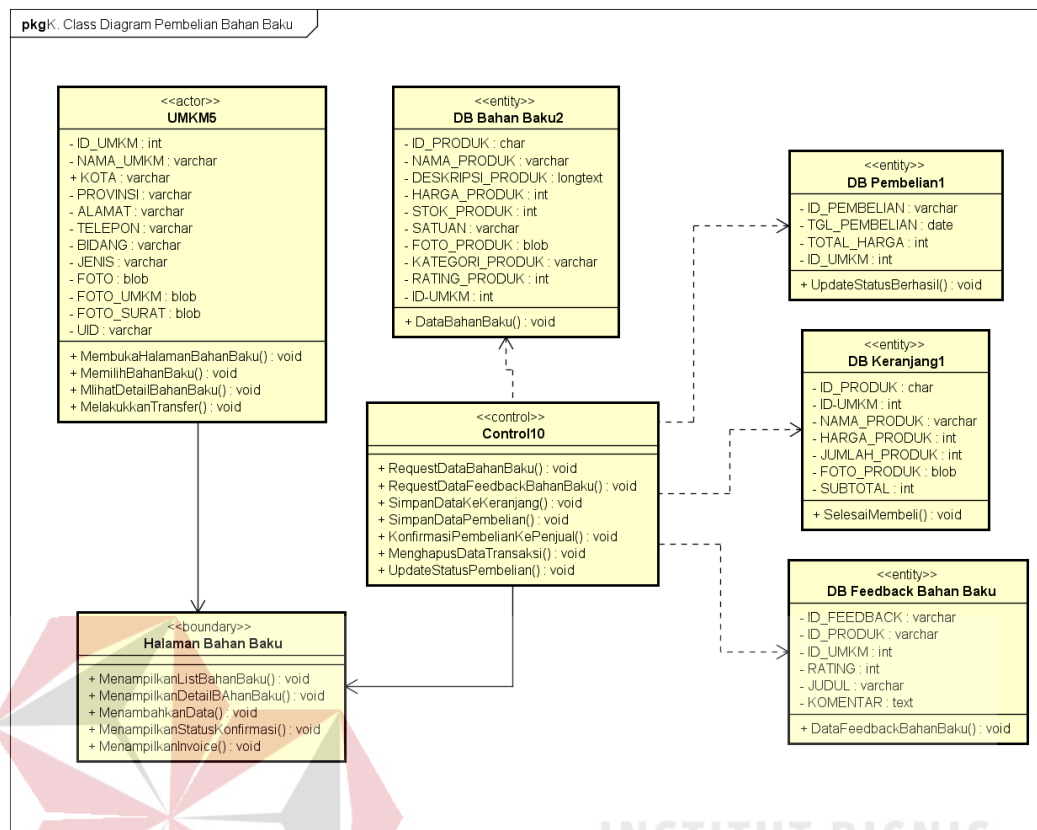 pkg K. Class Diagram Pembelian Bahan Baku
<<actor>>
UMKM5
- ID_UMKM : int
- NAMA_UMKM : varchar
+ KOTA : varchar
- PROVINSI : varchar
- ALAMAT : varchar
- TELEPON : varchar
- BIDANG : varchar
- JENIS : varchar
- FOTO : blob
- FOTO_UMKM : blob
- FOTO_SURAT : blob
- UID : varchar
+ MembukaHalamanBahanBaku() : void
+ MemilihBahanBaku() : void
+ MlihatDetailBahanBaku() : void
+ MelakukkanTransfer() : void
<<entity>>
DB Bahan Baku2
- ID_PRODUK : char
- NAMA_PRODUK : varchar
- DESKRIPSI_PRODUK : longtext
- HARGA_PRODUK : int
- STOK_PRODUK : int
- SATUAN : varchar
- FOTO_PRODUK : blob
- KATEGORI_PRODUK : varchar
- RATING_PRODUK : int
- ID-UMKM : int
+ DataBahanBaku() : void
<<entity>>
DB Pembelian1
- ID_PEMBELIAN : varchar
- TGL_PEMBELIAN : date
- TOTAL_HARGA : int
- ID_UMKM : int
+ UpdateStatusBerhasil() : void
<<entity>>
DB Keranjang1
- ID_PRODUK : char
- ID-UMKM : int
- NAMA_PRODUK : varchar
- HARGA_PRODUK : int
- JUMLAH_PRODUK : int
- FOTO_PRODUK : blob
- SUBTOTAL : int
+ SelesaiMembeli() : void
<<control>>
Control10
+ RequestDataBahanBaku() : void
+ RequestDataFeedbackBahanBaku() : void
+ SimpanDataKeKeranjang() : void
+ SimpanDataPembelian() : void
+ KonfirmasiPembelianKePenjual() : void
+ MenghapusDataTransaksi() : void
+ UpdateStatusPembelian() : void
<<entity>>
DB Feedback Bahan Baku
- ID_FEEDBACK : varchar
- ID_PRODUK : varchar
- ID_UMKM : int
- RATING : int
- JUDUL : varchar
- KOMENTAR : text
+ DataFeedbackBahanBaku() : void
<<boundary>>
Halaman Bahan Baku
+ MenampilkanListBahanBaku() : void
+ MenampilkanDetailBAhanBaku() : void
+ MenambahkanData() : void
+ MenampilkanStatusKonfirmasi() : void
+ MenampilkanInvoice() : void
INSTITUT BISNIS